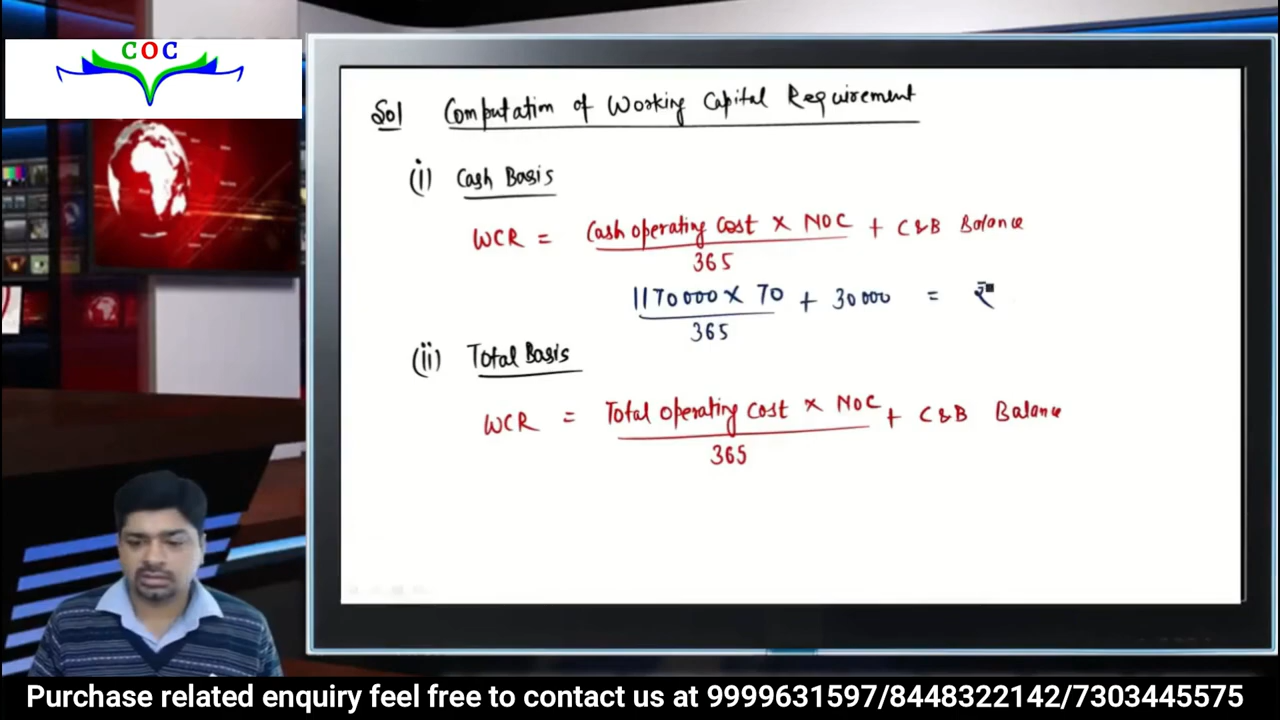 COC
Sol Computation of Working Capital Requirement
(i) Cash Basis
WCR = Cash operating Cost × NOC + C&B Balance
365
1170000 × 70 + 30000 = ₹
365
(ii) Total Basis
WCR = Total operating Cost × NOC + C&B Balance
365
Purchase related enquiry feel free to contact us at 9999631597/8448322142/7303445575